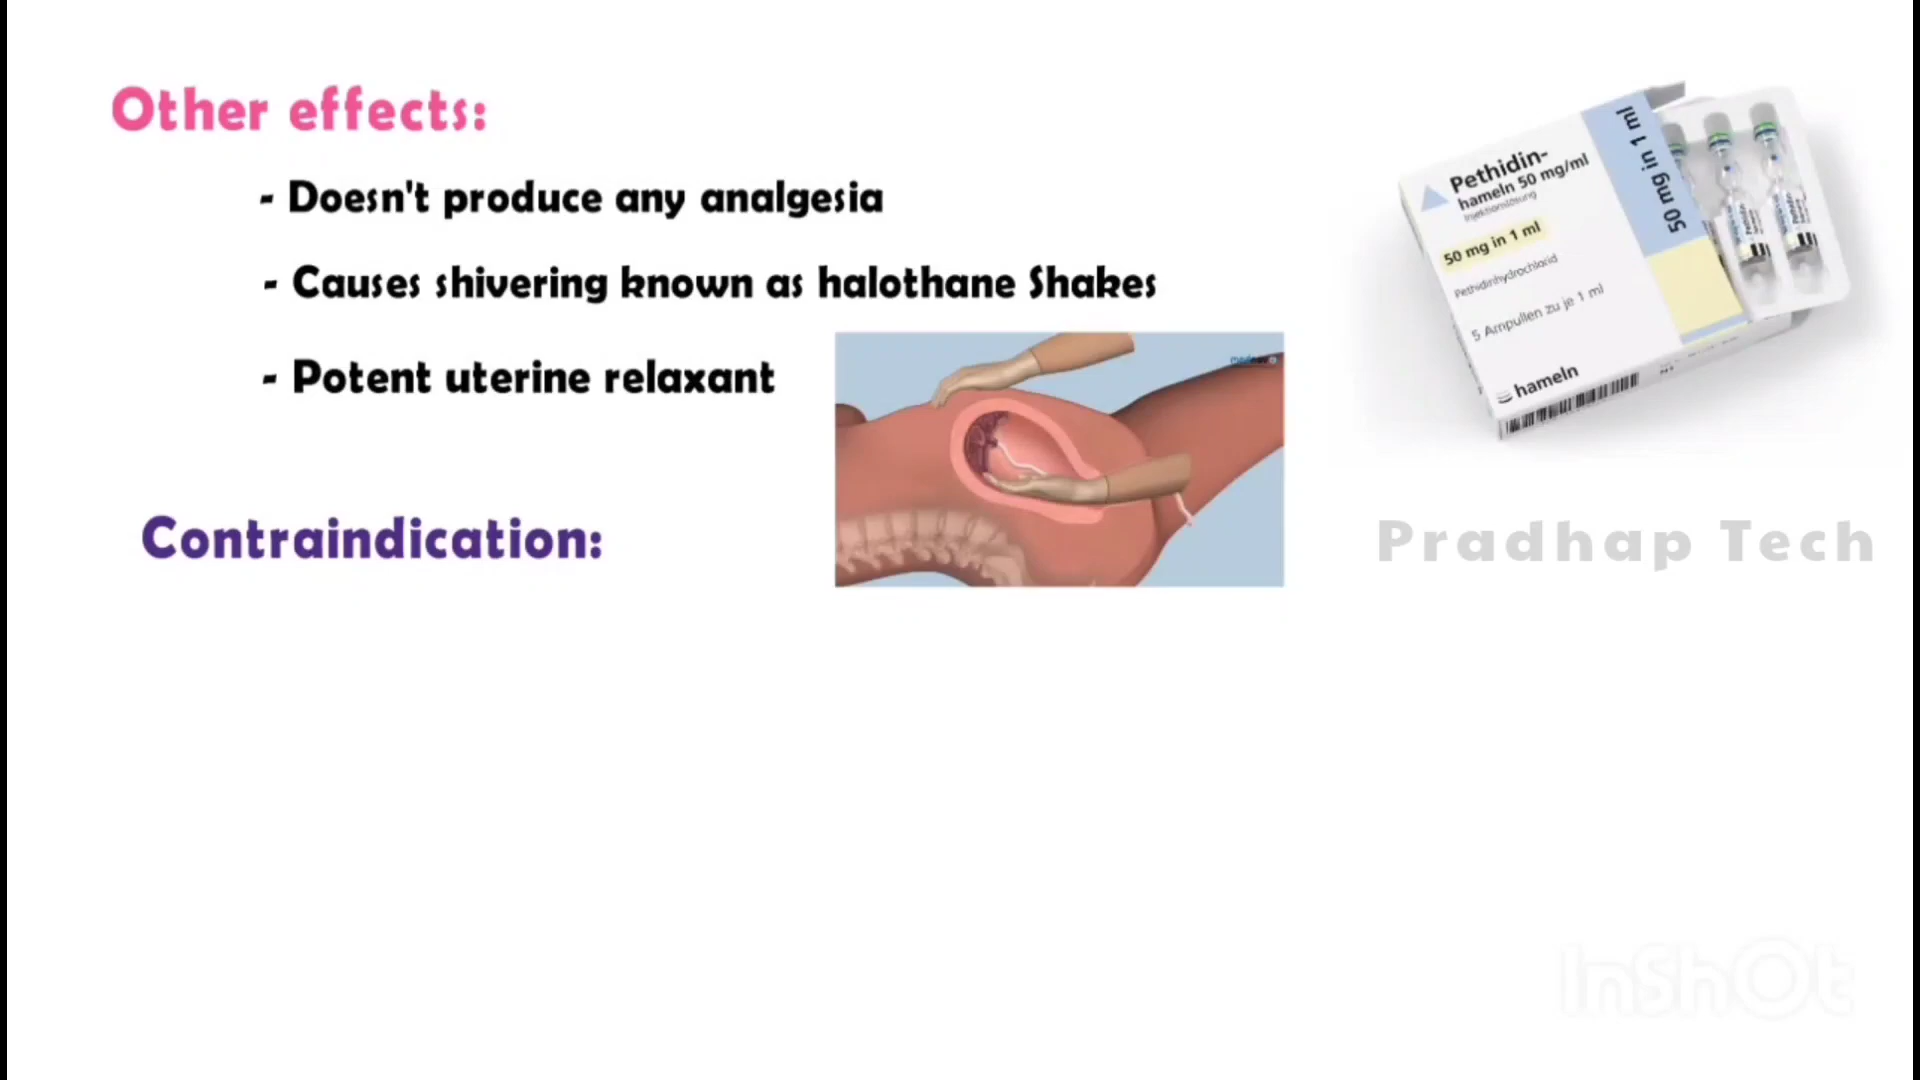 Other effects:
- Doesn't produce any analgesia
- Causes shivering known as halothane Shakes
- Potent uterine relaxant
Contraindication:
Pethidin-
hameln 50 mg/ml
Injektionslösung
50 mg in 1 ml
Pethidinhydrochlorid
5 Ampullen zu je 1 ml
hameln
50 mg in 1 ml
Pradhap Tech
InShOt